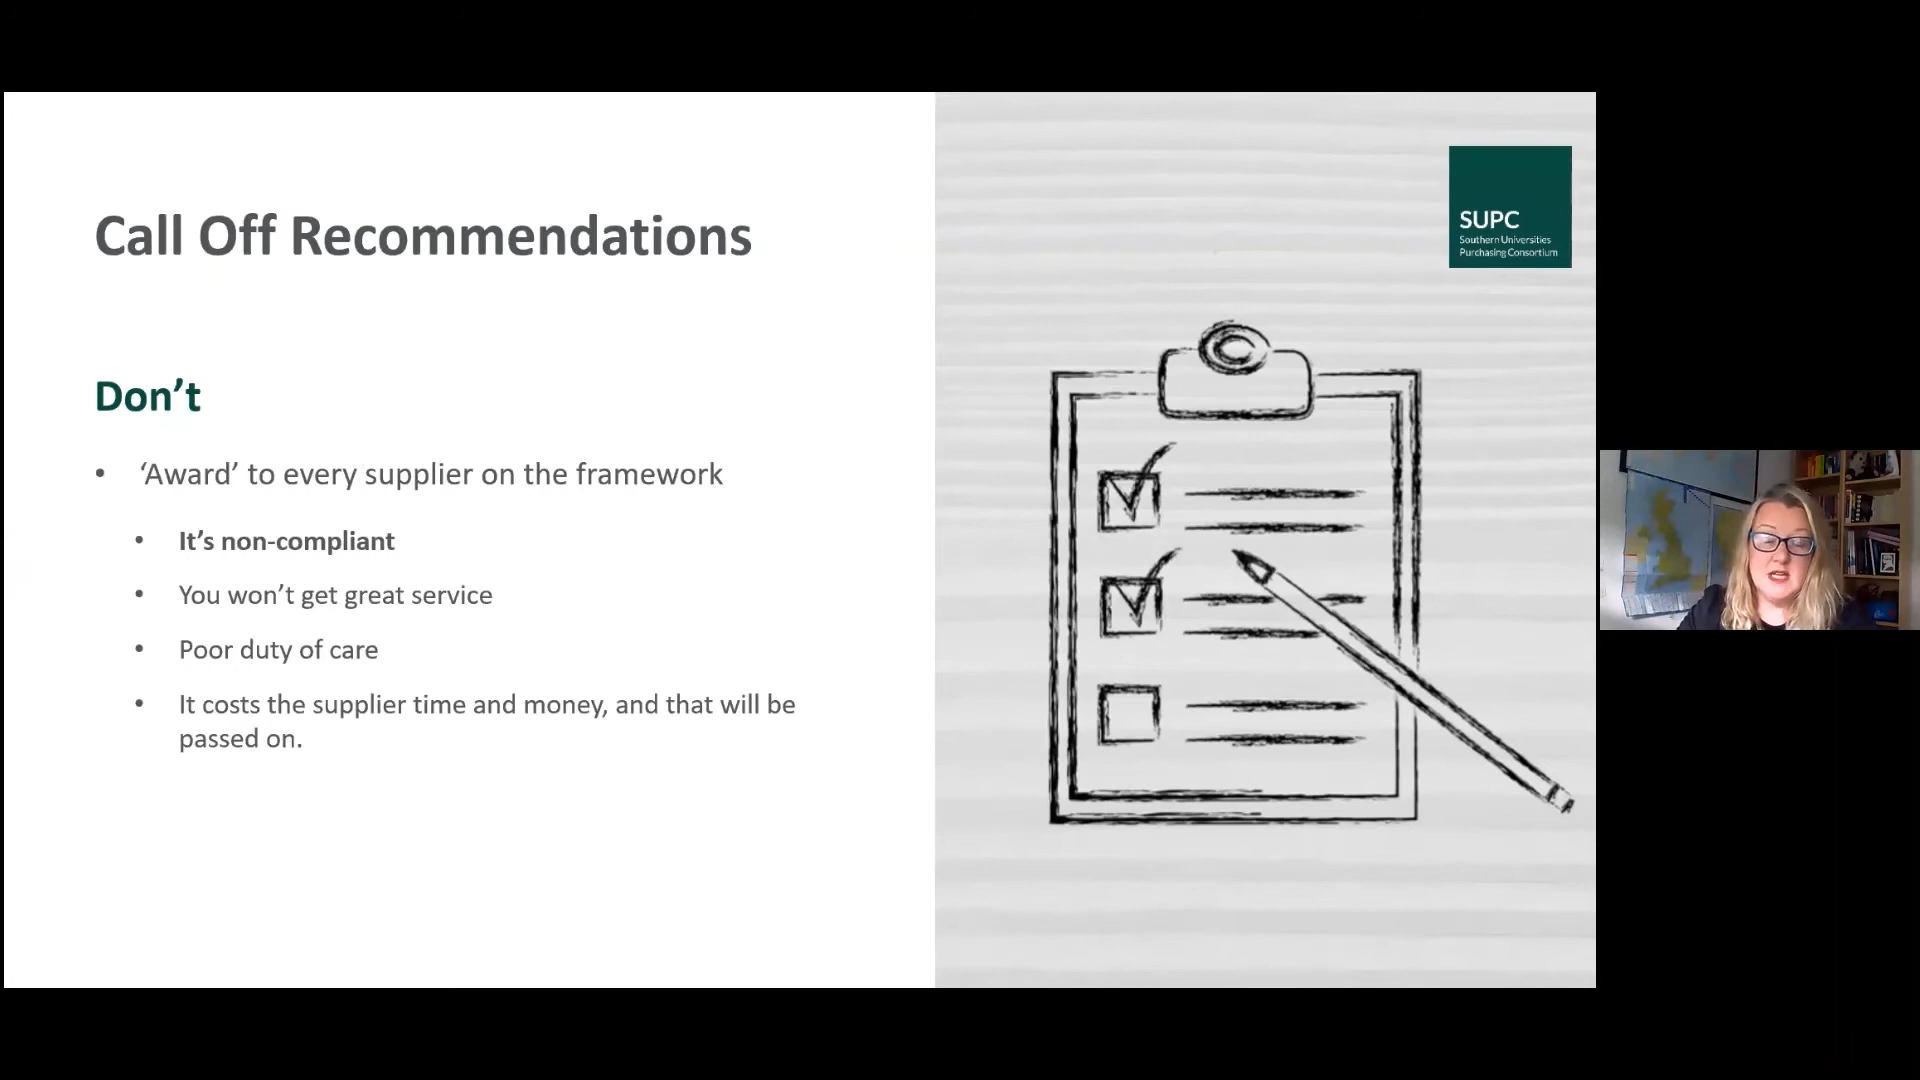 Call Off Recommendations
Don’t
• ‘Award’ to every supplier on the framework
• It’s non-compliant
• You won’t get great service
• Poor duty of care
• It costs the supplier time and money, and that will be
passed on.
SUPC
Southern Universities
Purchasing Consortium